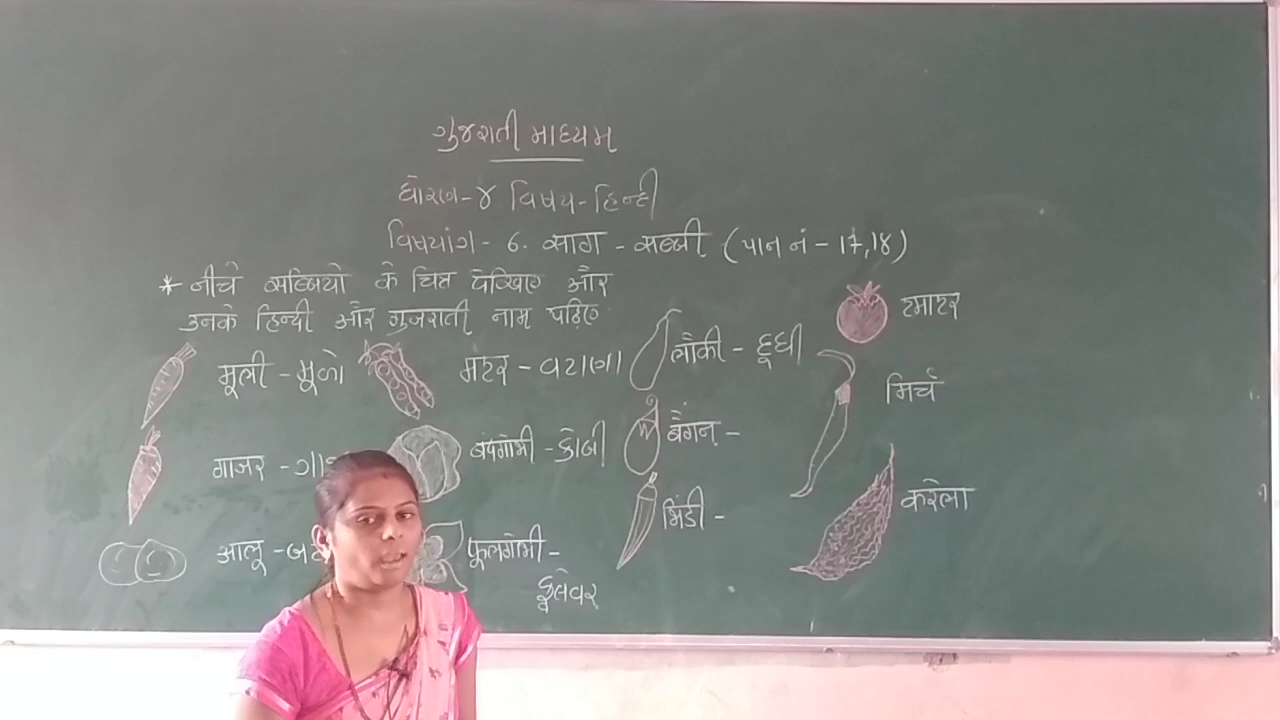 ગુજરાતી માધ્યમ
ધોરણ-૪ વિષય-હિન્દી
विषयांग - 6. साग - सब्जी (पान नं - 17,18)
* नीचे सब्जियो के चित्र देखिए और
उनके हिन्दी और गुजराती नाम पढ़िए
टमाटर
मूली - મૂળો
मटर - વટાણા
लौकी - દૂધી
मिर्च
बैंगन -
गाजर -
बंदगोभी - કોબી
करेला
भिंडी -
आलू -
फूलगोभी -
ફૂલેવર